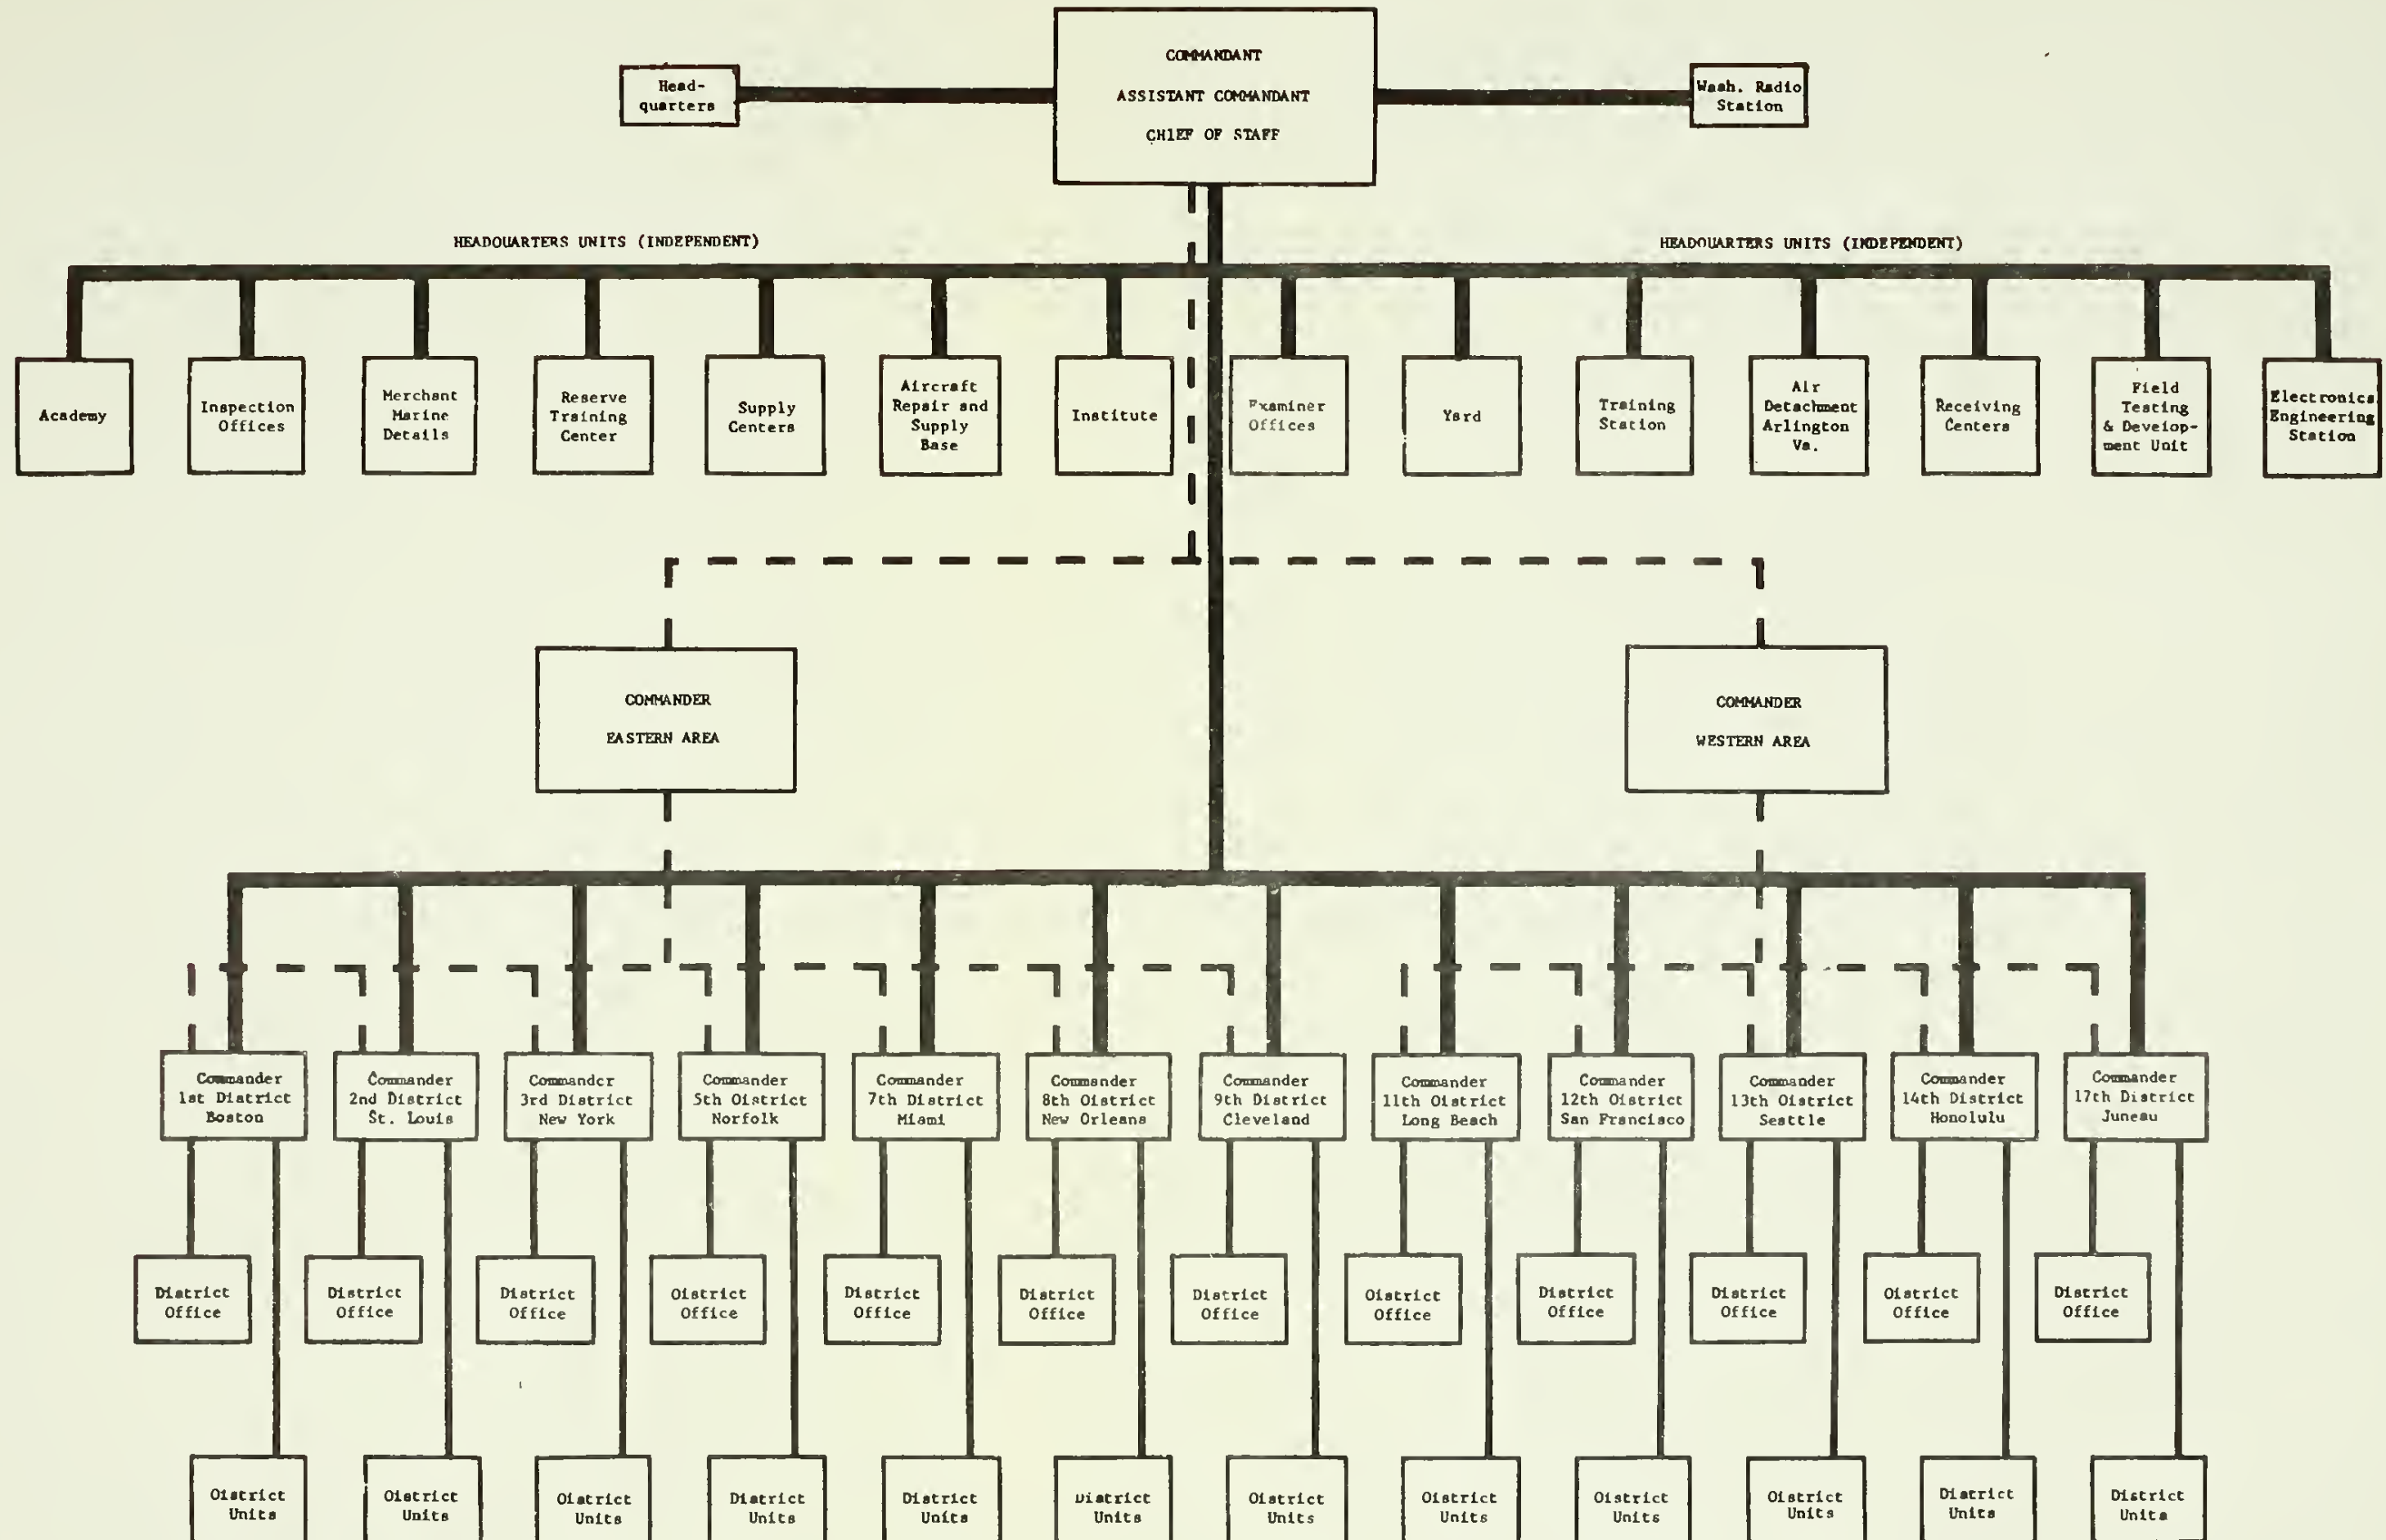 COMMANDANT
ASSISTANT COMMANDANT
CHIEF OF STAFF
Head-
quarters
Wash. Radio
Station
HEADQUARTERS UNITS (INDEPENDENT)
HEADQUARTERS UNITS (INDEPENDENT)
Academy
Inspection
Offices
Merchant
Marine
Details
Reserve
Training
Center
Supply
Centers
Aircraft
Repair and
Supply
Base
Institute
Examiner
Offices
Yard
Training
Station
Air
Detachment
Arlington
Va.
Receiving
Centers
Field
Testing
& Develop-
ment Unit
Electronics
Engineering
Station
COMMANDER
EASTERN AREA
COMMANDER
WESTERN AREA
Commander
1st District
Boston
Commander
2nd District
St. Louis
Commander
3rd District
New York
Commander
5th District
Norfolk
Commander
7th District
Miami
Commander
8th District
New Orleans
Commander
9th District
Cleveland
Commander
11th District
Long Beach
Commander
12th District
San Francisco
Commander
13th District
Seattle
Commander
14th District
Honolulu
Commander
17th District
Juneau
District
Office
District
Office
District
Office
District
Office
District
Office
District
Office
District
Office
District
Office
District
Office
District
Office
District
Office
District
Office
District
Units
District
Units
District
Units
District
Units
District
Units
District
Units
District
Units
District
Units
District
Units
District
Units
District
Units
District
Units